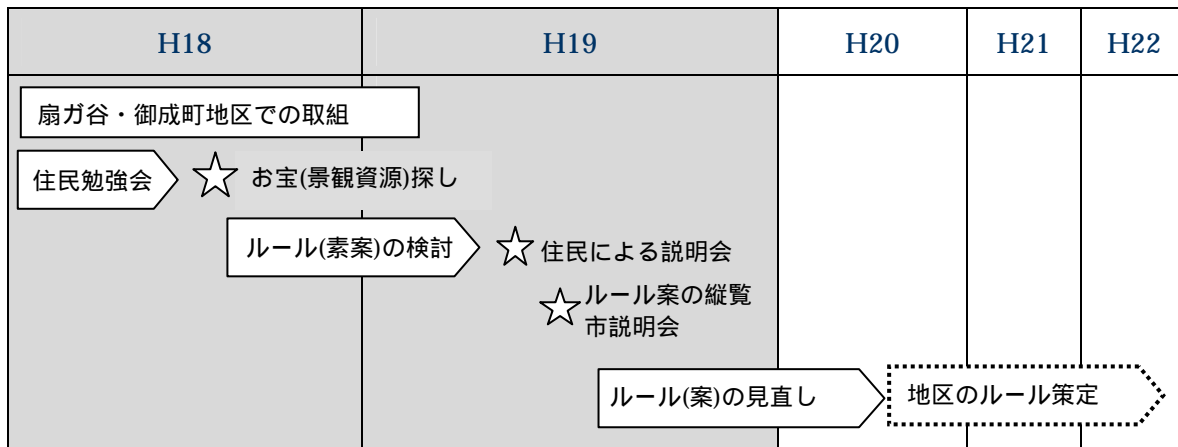 H18 H19 H20 H21 H22
扇ガ谷・御成町地区での取組
住民勉強会
お宝(景観資源)探し
ルール(素案)の検討
住民による説明会
ルール案の縦覧
市説明会
ルール(案)の見直し
地区のルール策定